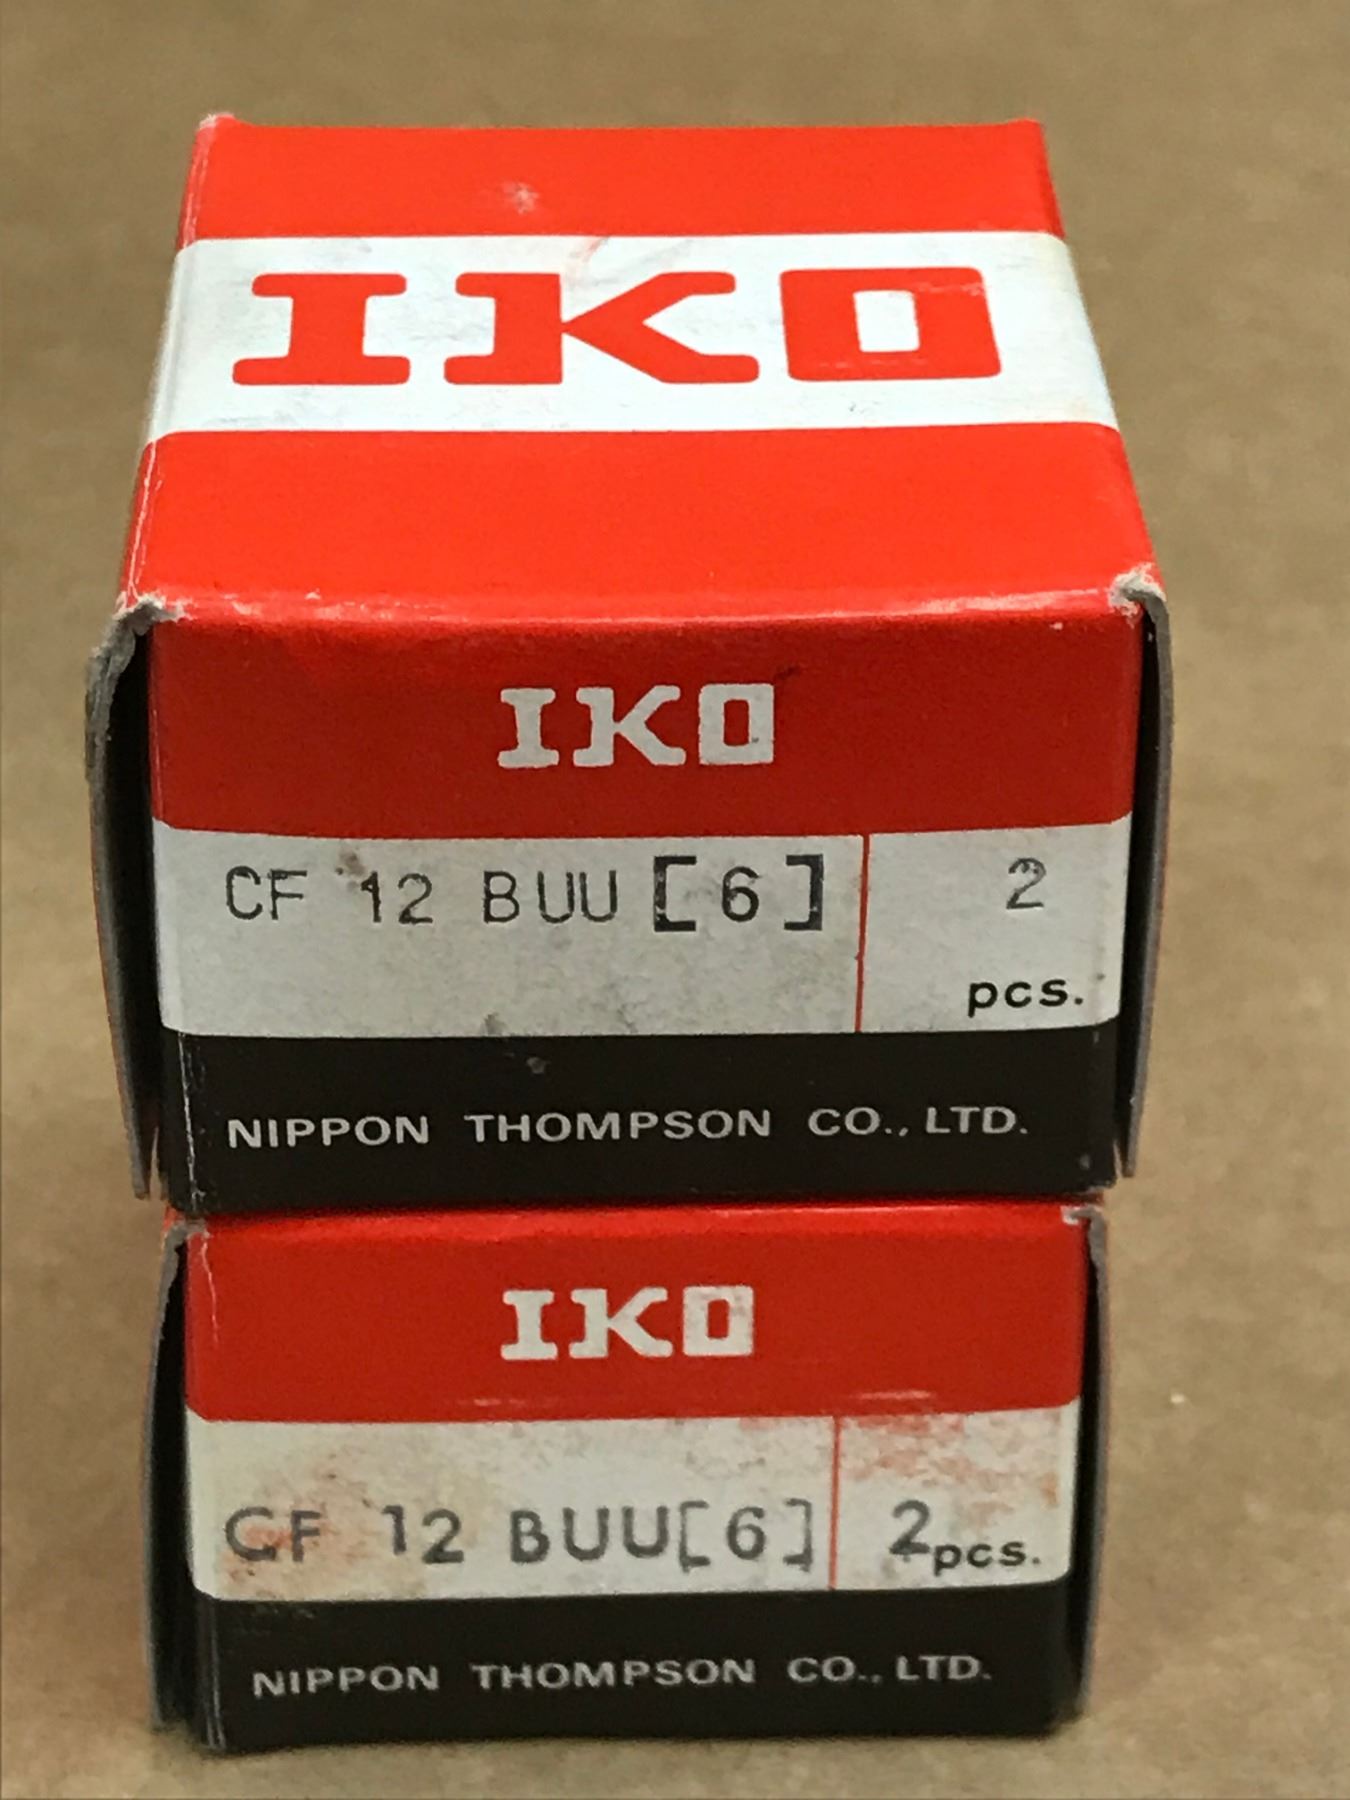 IKO
IKO
CF 12 BUU [6] 2
pcs.
NIPPON THOMPSON CO., LTD.
IKO
CF 12 BUU[6] 2pcs.
NIPPON THOMPSON CO., LTD.